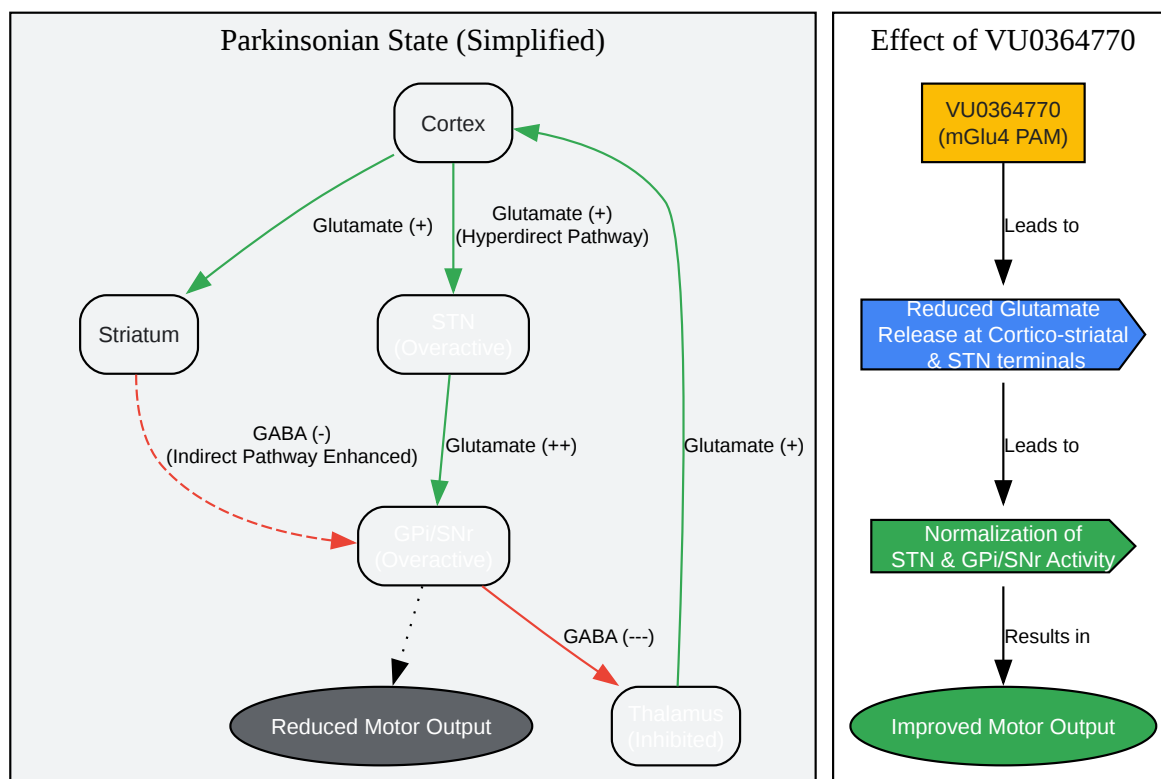 Parkinsonian State (Simplified)
Cortex
Glutamate (+)
Glutamate (+)
(Hyperdirect Pathway)
Striatum
STN
(Overactive)
GABA (-)
(Indirect Pathway Enhanced)
Glutamate (++)
Glutamate (+)
GPi/SNr
(Overactive)
GABA (---)
Reduced Motor Output
Thalamus
(Inhibited)
Effect of VU0364770
VU0364770
(mGlu4 PAM)
Leads to
Reduced Glutamate
Release at Cortico-striatal
& STN terminals
Leads to
Normalization of
STN & GPi/SNr Activity
Results in
Improved Motor Output